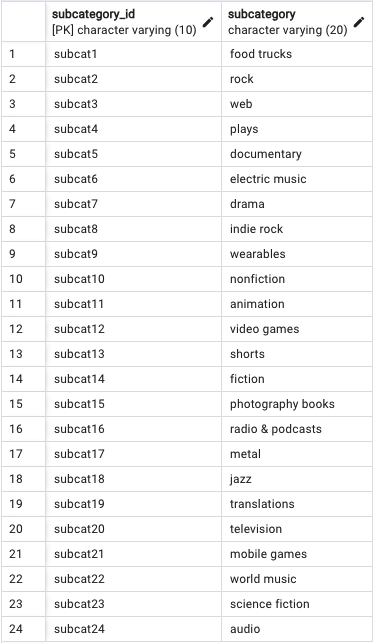 subcategory_id subcategory
[PK] character varying (10) character varying (20)
1 subcat1 food trucks
2 subcat2 rock
3 subcat3 web
4 subcat4 plays
5 subcat5 documentary
6 subcat6 electric music
7 subcat7 drama
8 subcat8 indie rock
9 subcat9 wearables
10 subcat10 nonfiction
11 subcat11 animation
12 subcat12 video games
13 subcat13 shorts
14 subcat14 fiction
15 subcat15 photography books
16 subcat16 radio & podcasts
17 subcat17 metal
18 subcat18 jazz
19 subcat19 translations
20 subcat20 television
21 subcat21 mobile games
22 subcat22 world music
23 subcat23 science fiction
24 subcat24 audio